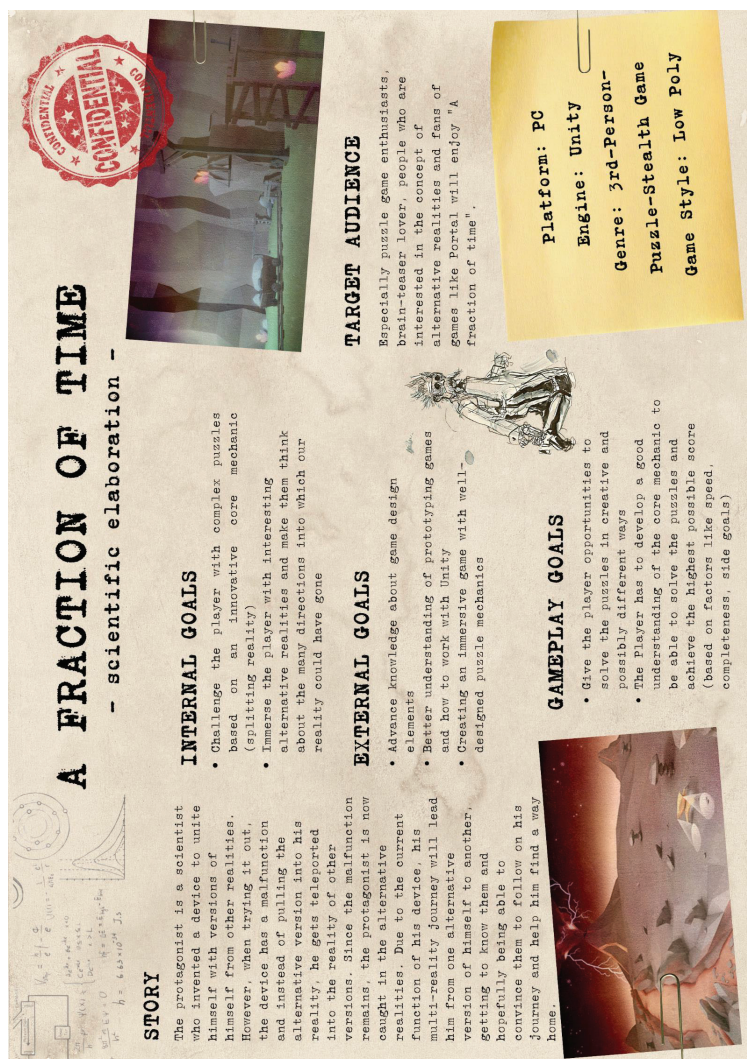 A FRACTION OF TIME
- scientific elaboration -
CONFIDENTIAL
CONFIDENTIAL
STORY
The protagonist is a scientist
who invented a device to unite
himself with versions of
himself from other realities.
However, when trying it out,
the device has a malfunction
and instead of pulling the
alternative version into his
reality, he gets teleported
into the reality of other
versions. Since the malfunction
remains, the protagonist is now
caught in the alternative
realities. Due to the current
function of his device, his
multi-reality journey will lead
him from one alternative
version of himself to another,
getting to know them and
hopefully being able to
convince them to follow on his
journey and help him find a way
home.
INTERNAL GOALS
• Challenge the player with complex puzzles
based on an innovative core mechanic
(splitting reality)
• Immerse the player with interesting
alternative realities and make them think
about the many directions into which our
reality could have gone
EXTERNAL GOALS
• Advance knowledge about game design
elements
• Better understanding of prototyping games
and how to work with Unity
• Creating an immersive game with well-
designed puzzle mechanics
GAMEPLAY GOALS
• Give the player opportunities to
solve the puzzles in creative and
possibly different ways
• The Player has to develop a good
understanding of the core mechanic to
be able to solve the puzzles and
achieve the highest possible score
(based on factors like speed,
completeness, side goals)
TARGET AUDIENCE
Especially puzzle game enthusiasts,
brain-teaser lover, people who are
interested in the concept of
alternative realities and fans of
games like Portal will enjoy "A
fraction of time".
Platform: PC
Engine: Unity
Genre: 3rd-Person-
Puzzle-Stealth Game
Game Style: Low Poly